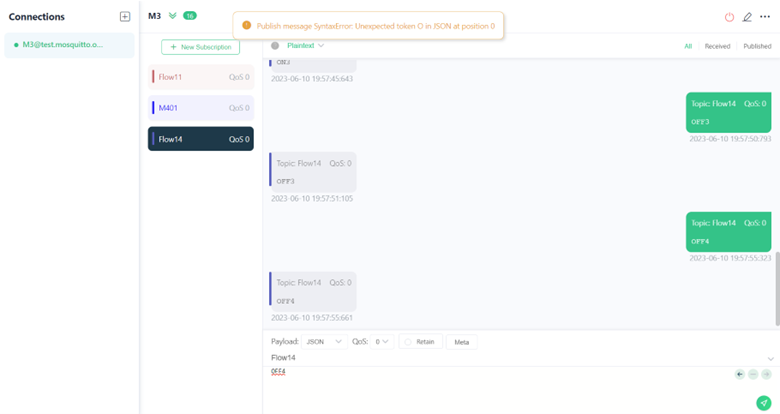 Connections
M3@test.mosquitto.o...
M3
16
Publish message SyntaxError: Unexpected token O in JSON at position 0
New Subscription
Plaintext
All
Received
Published
Flow11 QoS 0
M401 QoS 0
Flow14 QoS 0
2023-06-10 19:57:45:643
Topic: Flow3 QoS: 0
OFF3
2023-06-10 19:57:50:793
Topic: Flow14 QoS: 0
OFF3
2023-06-10 19:57:51:105
Topic: Flow14 QoS: 0
OFF4
2023-06-10 19:57:55:323
Topic: Flow14 QoS: 0
OFF4
2023-06-10 19:57:55:661
Payload: JSON QoS: 0 Retain Meta
Flow14
OFF4